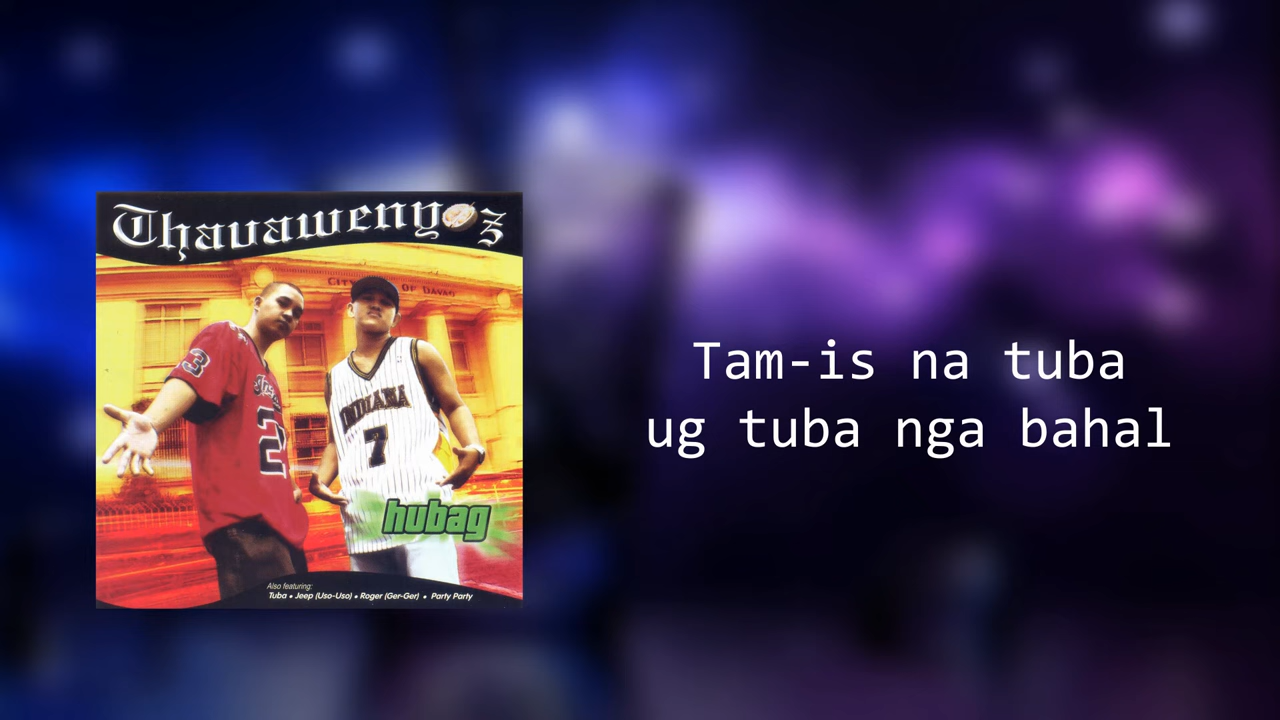 Thavawenyoz
CITY OF DAVAO
3
2
INDIANA
7
hubag
Also featuring:
Tuba • Jeep (Uso-Uso) • Roger (Ger-Ger) • Party Party
Tam-is na tuba
ug tuba nga bahal